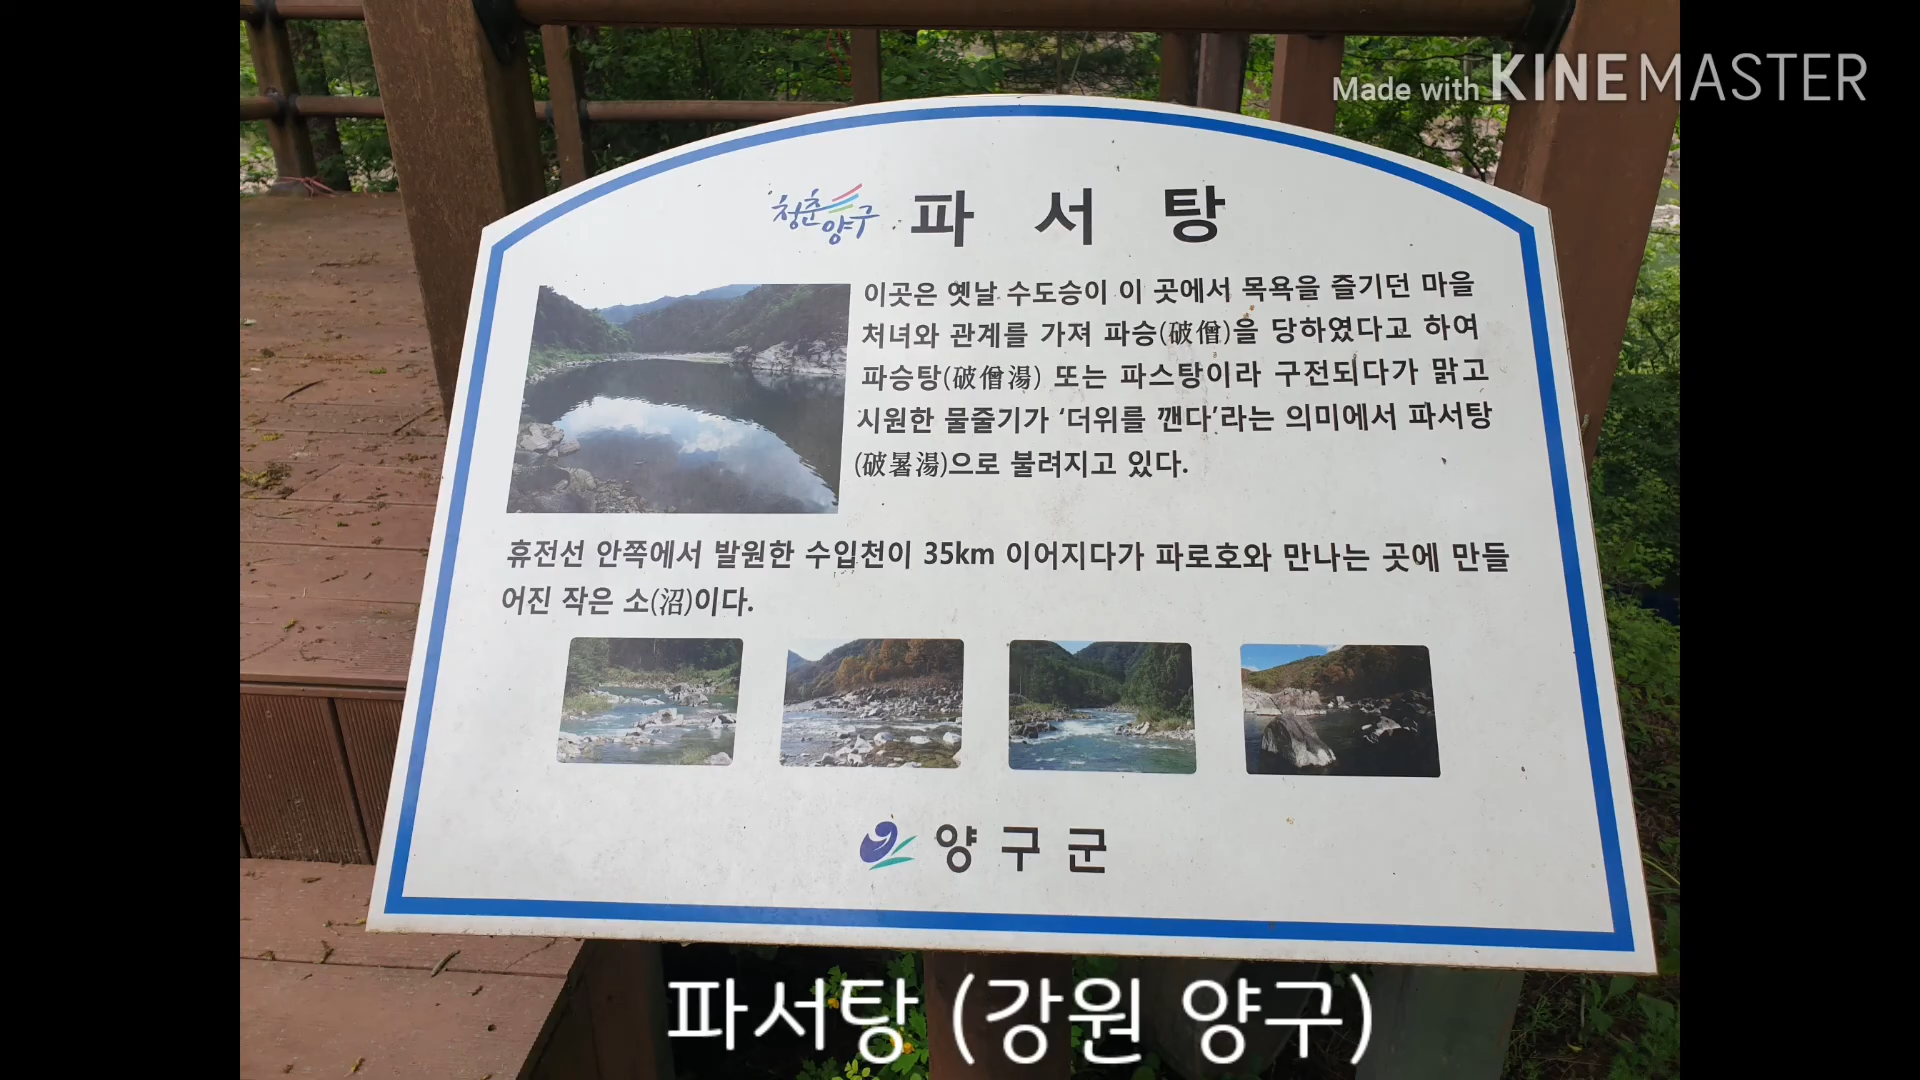 Made with KINEMASTER
청춘양구 파 서 탕
이곳은 옛날 수도승이 이 곳에서 목욕을 즐기던 마을
처녀와 관계를 가져 파승(破僧)을 당하였다고 하여
파승탕(破僧湯) 또는 파스탕이라 구전되다가 맑고
시원한 물줄기가 ‘더위를 깬다’라는 의미에서 파서탕
(破暑湯)으로 불려지고 있다.
휴전선 안쪽에서 발원한 수입천이 35km 이어지다가 파로호와 만나는 곳에 만들
어진 작은 소(沼)이다.
양구군
파서탕 (강원 양구)